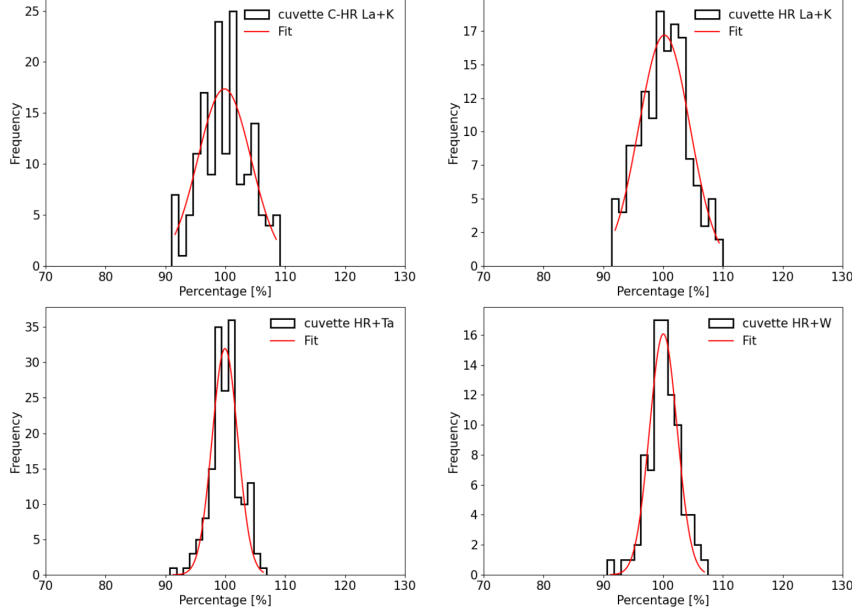 25
20
15
10
5
0
Frequency
cuvette C-HR La+K
Fit
70 80 90 100 110 120 130
Percentage [%]
17
15
12
10
7
5
2
0
Frequency
cuvette HR La+K
Fit
70 80 90 100 110 120 130
Percentage [%]
35
30
25
20
15
10
5
0
Frequency
cuvette HR+Ta
Fit
70 80 90 100 110 120 130
Percentage [%]
16
14
12
10
8
6
4
2
0
Frequency
cuvette HR+W
Fit
70 80 90 100 110 120 130
Percentage [%]